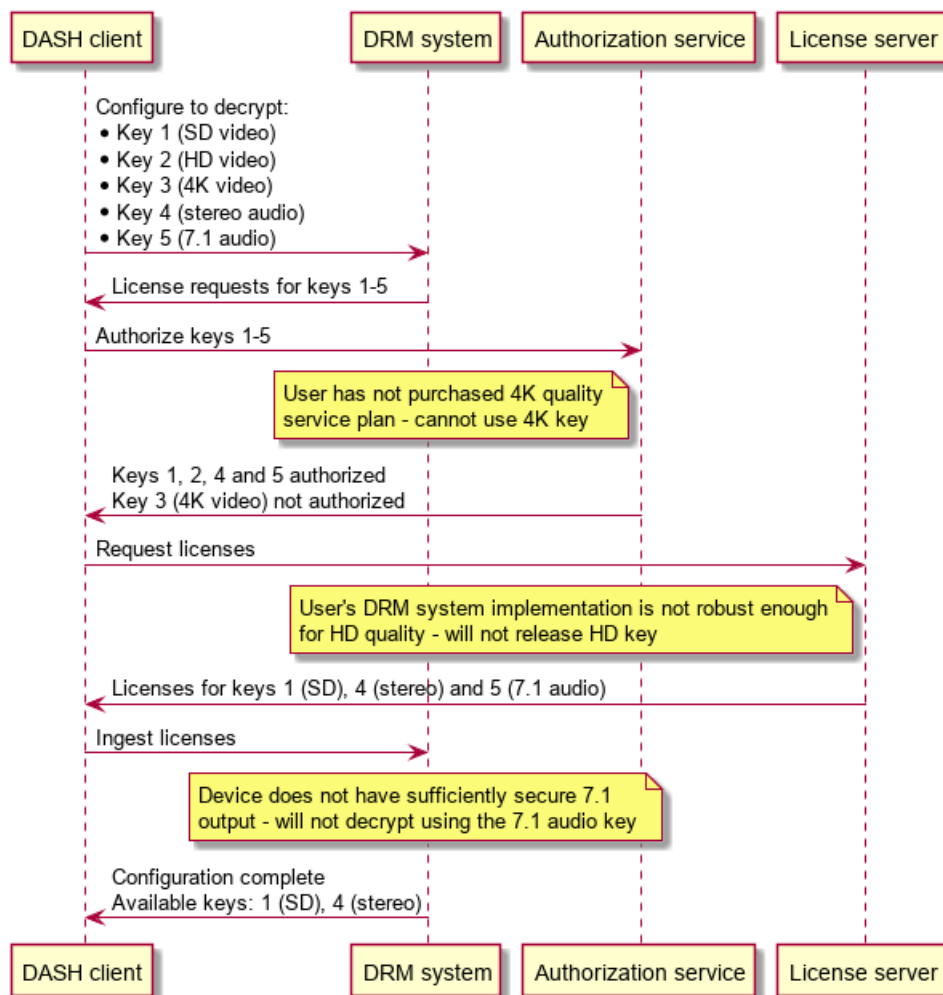 DASH client
DRM system
Authorization service
License server
Configure to decrypt:
• Key 1 (SD video)
• Key 2 (HD video)
• Key 3 (4K video)
• Key 4 (stereo audio)
• Key 5 (7.1 audio)
License requests for keys 1-5
Authorize keys 1-5
User has not purchased 4K quality
service plan - cannot use 4K key
Keys 1, 2, 4 and 5 authorized
Key 3 (4K video) not authorized
Request licenses
User's DRM system implementation is not robust enough
for HD quality - will not release HD key
Licenses for keys 1 (SD), 4 (stereo) and 5 (7.1 audio)
Ingest licenses
Device does not have sufficiently secure 7.1
output - will not decrypt using the 7.1 audio key
Configuration complete
Available keys: 1 (SD), 4 (stereo)
DASH client
DRM system
Authorization service
License server